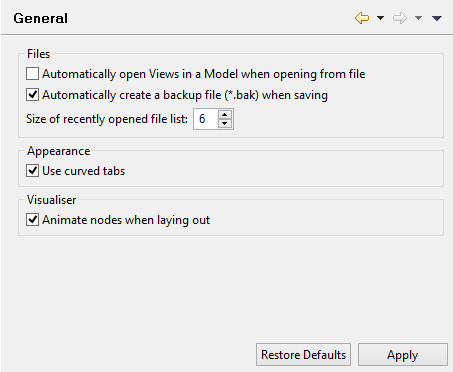 General
Files
Automatically open Views in a Model when opening from file
Automatically create a backup file (*.bak) when saving
Size of recently opened file list: 6
Appearance
Use curved tabs
Visualiser
Animate nodes when laying out
Restore Defaults Apply